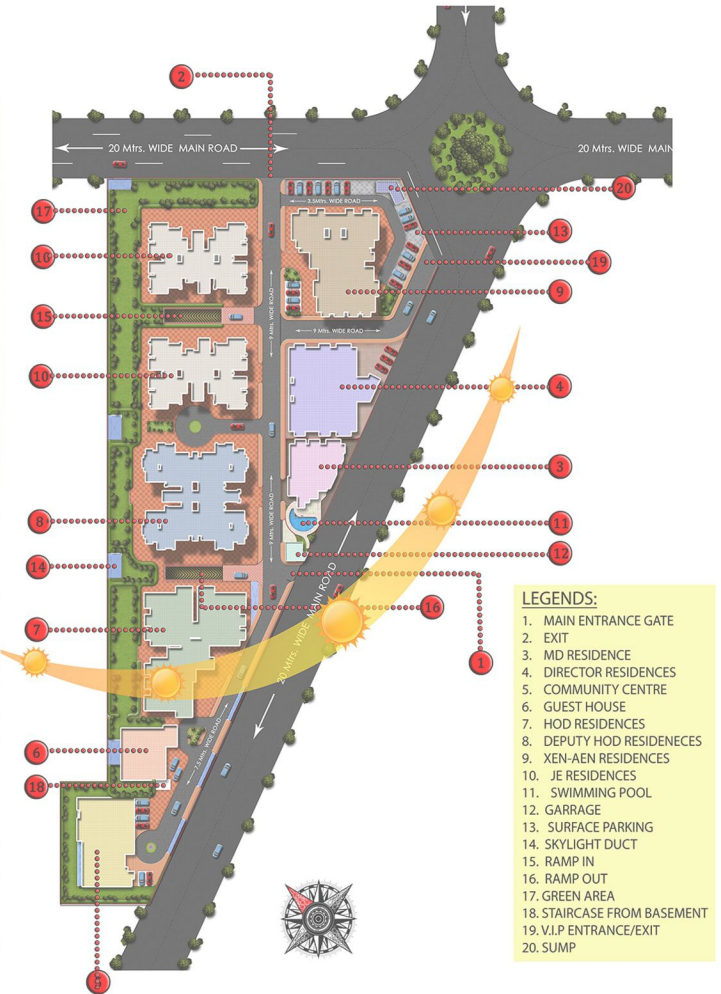 2
20 Mtrs. WIDE MAIN ROAD
20 Mtrs. WIDE MAIN
20
17
3.5Mtrs. WIDE ROAD
13
10
19
9
9 Mtrs. WIDE ROAD
15
9 Mtrs. WIDE ROAD
10
4
3
8
9 Mtrs. WIDE ROAD
11
12
14
20 Mtrs. WIDE MAIN ROAD
16
7
1
7.5 Mtrs. WIDE ROAD
6
18
LEGENDS:
1. MAIN ENTRANCE GATE
2. EXIT
3. MD RESIDENCE
4. DIRECTOR RESIDENCES
5. COMMUNITY CENTRE
6. GUEST HOUSE
7. HOD RESIDENCES
8. DEPUTY HOD RESIDENECES
9. XEN-AEN RESIDENCES
10. JE RESIDENCES
11. SWIMMING POOL
12. GARRAGE
13. SURFACE PARKING
14. SKYLIGHT DUCT
15. RAMP IN
16. RAMP OUT
17. GREEN AREA
18. STAIRCASE FROM BASEMENT
19. V.I.P ENTRANCE/EXIT
20. SUMP